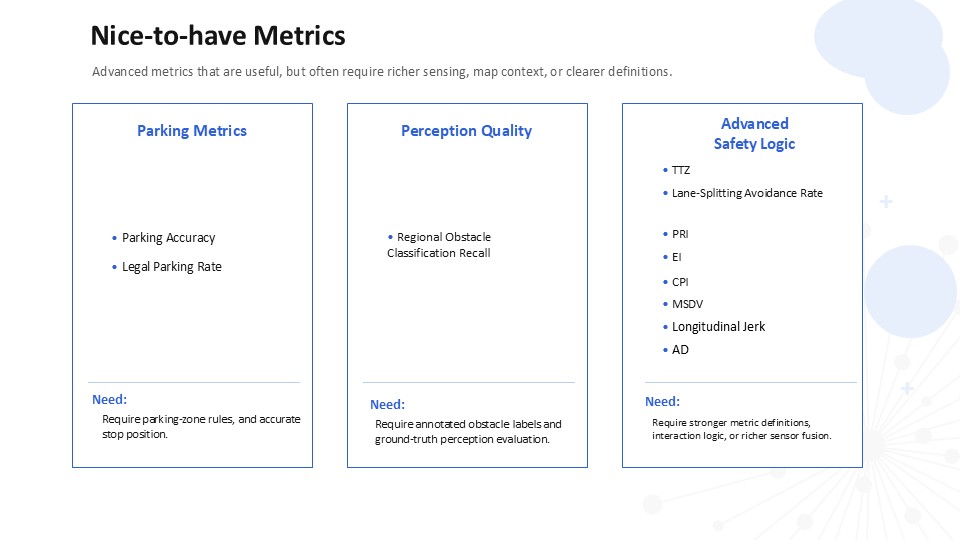 Nice-to-have Metrics
Advanced metrics that are useful, but often require richer sensing, map context, or clearer definitions.
Parking Metrics
• Parking Accuracy
• Legal Parking Rate
Need:
Require parking-zone rules, and accurate
stop position.
Perception Quality
• Regional Obstacle
Classification Recall
Need:
Require annotated obstacle labels and
ground-truth perception evaluation.
Advanced
Safety Logic
• TTZ
• Lane-Splitting Avoidance Rate
• PRI
• EI
• CPI
• MSDV
• Longitudinal Jerk
• AD
Need:
Require stronger metric definitions,
interaction logic, or richer sensor fusion.